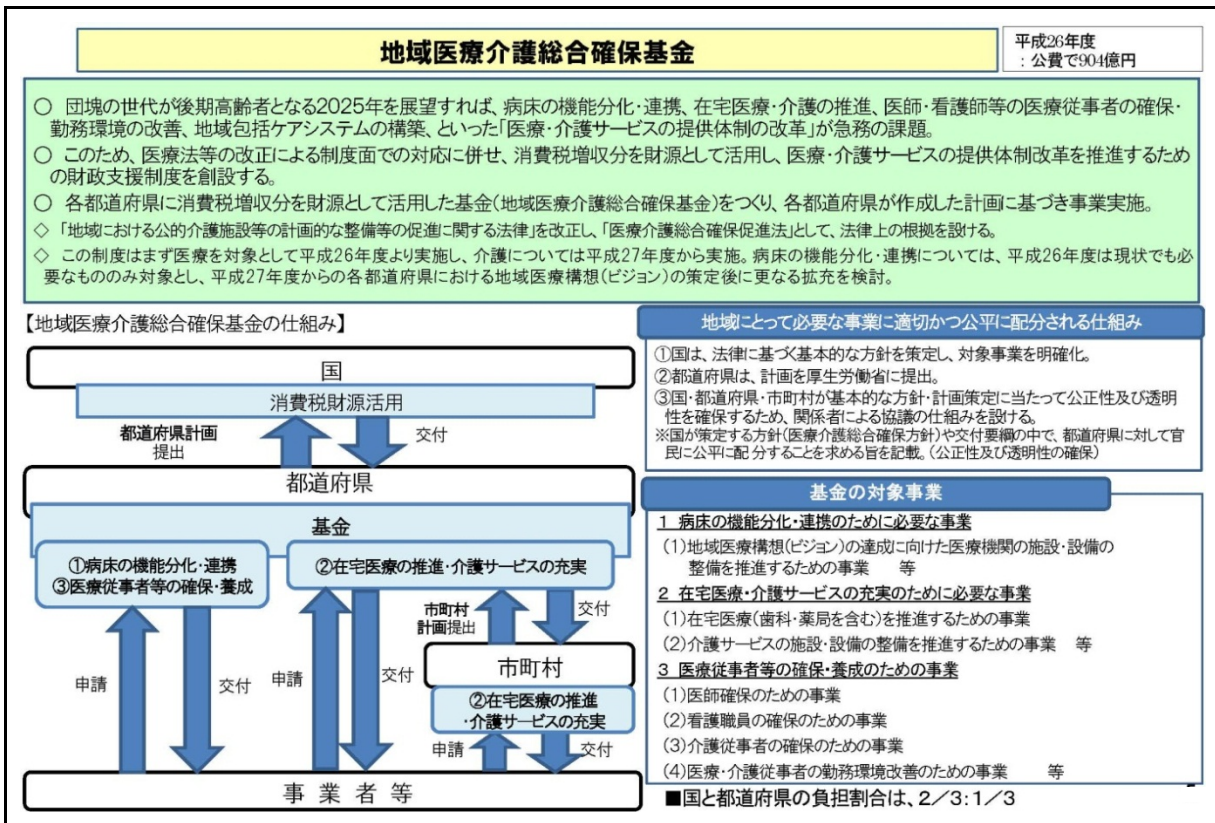 地域医療介護総合確保基金
平成26年度
：公費で904億円
○ 団塊の世代が後期高齢者となる2025年を展望すれば、病床の機能分化・連携、在宅医療・介護の推進、医師・看護師等の医療従事者の確保・
勤務環境の改善、地域包括ケアシステムの構築、といった「医療・介護サービスの提供体制の改革」が急務の課題。
○ このため、医療法等の改正による制度面での対応に併せ、消費税増収分を財源として活用し、医療・介護サービスの提供体制改革を推進するため
の財政支援制度を創設する。
○ 各都道府県に消費税増収分を財源として活用した基金(地域医療介護総合確保基金)をつくり、各都道府県が作成した計画に基づき事業実施。
◇ 「地域における公的介護施設等の計画的な整備等の促進に関する法律」を改正し、「医療介護総合確保促進法」として、法律上の根拠を設ける。
◇ この制度はまず医療を対象として平成26年度より実施し、介護については平成27年度から実施。病床の機能分化・連携については、平成26年度は現状でも必
要なもののみ対象とし、平成27年度からの各都道府県における地域医療構想(ビジョン)の策定後に更なる拡充を検討。
【地域医療介護総合確保基金の仕組み】
国
消費税財源活用
都道府県計画
提出
交付
都道府県
基金
①病床の機能分化・連携
③医療従事者等の確保・養成
②在宅医療の推進・介護サービスの充実
市町村
計画提出
交付
市町村
②在宅医療の推進
・介護サービスの充実
申請
交付
申請
交付
申請
交付
事業者等
地域にとって必要な事業に適切かつ公平に配分される仕組み
①国は、法律に基づく基本的な方針を策定し、対象事業を明確化。
②都道府県は、計画を厚生労働省に提出。
③国・都道府県・市町村が基本的な方針・計画策定に当たって公正性及び透明
性を確保するため、関係者による協議の仕組みを設ける。
※国が策定する方針(医療介護総合確保方針)や交付要綱の中で、都道府県に対して官
民に公平に配分することを求める旨を記載。(公正性及び透明性の確保)
基金の対象事業
1 病床の機能分化・連携のために必要な事業
(1)地域医療構想(ビジョン)の達成に向けた医療機関の施設・設備の
整備を推進するための事業 等
2 在宅医療・介護サービスの充実のために必要な事業
(1)在宅医療(歯科・薬局を含む)を推進するための事業
(2)介護サービスの施設・設備の整備を推進するための事業 等
3 医療従事者等の確保・養成のための事業
(1)医師確保のための事業
(2)看護職員の確保のための事業
(3)介護従事者の確保のための事業
(4)医療・介護従事者の勤務環境改善のための事業 等
■国と都道府県の負担割合は、2／3:1／3